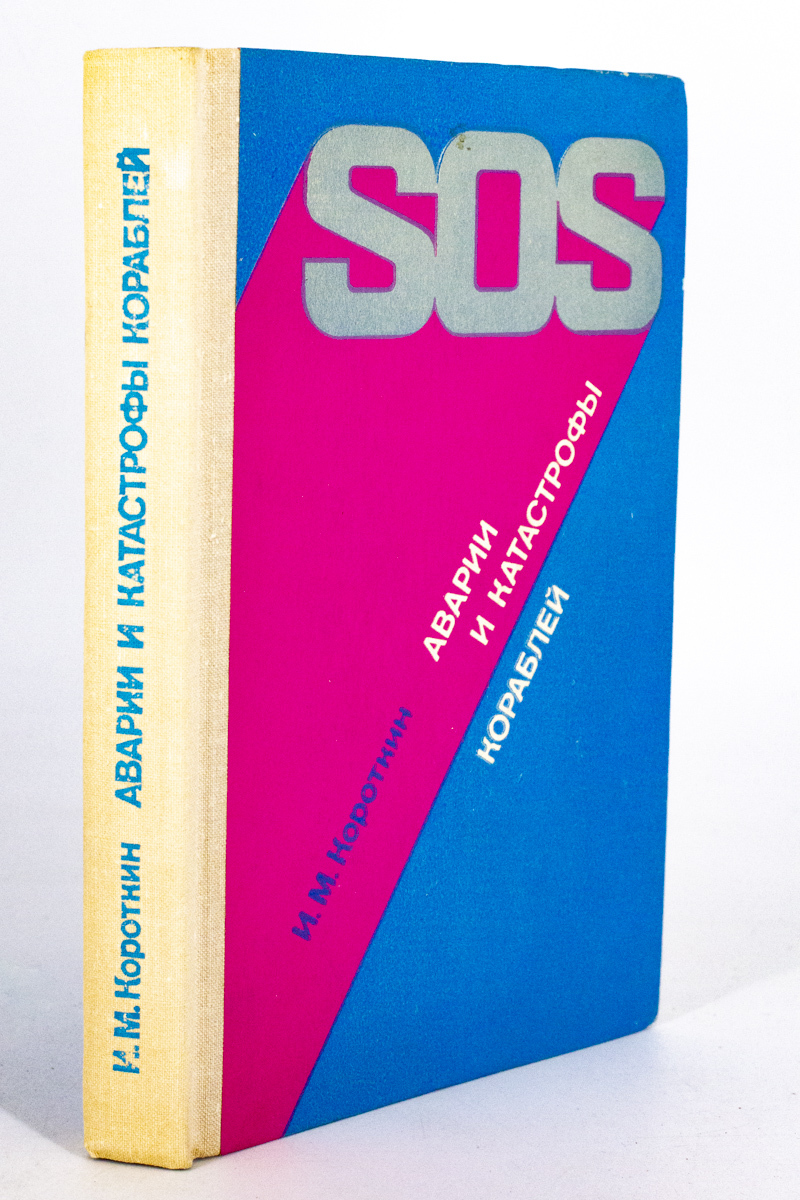 И. М. Коротнин АВАРИИ И КАТАСТРОФЫ КОРАБЛЕЙ
SOS
АВАРИИ
И КАТАСТРОФЫ
КОРАБЛЕЙ
И. М. Коротнин